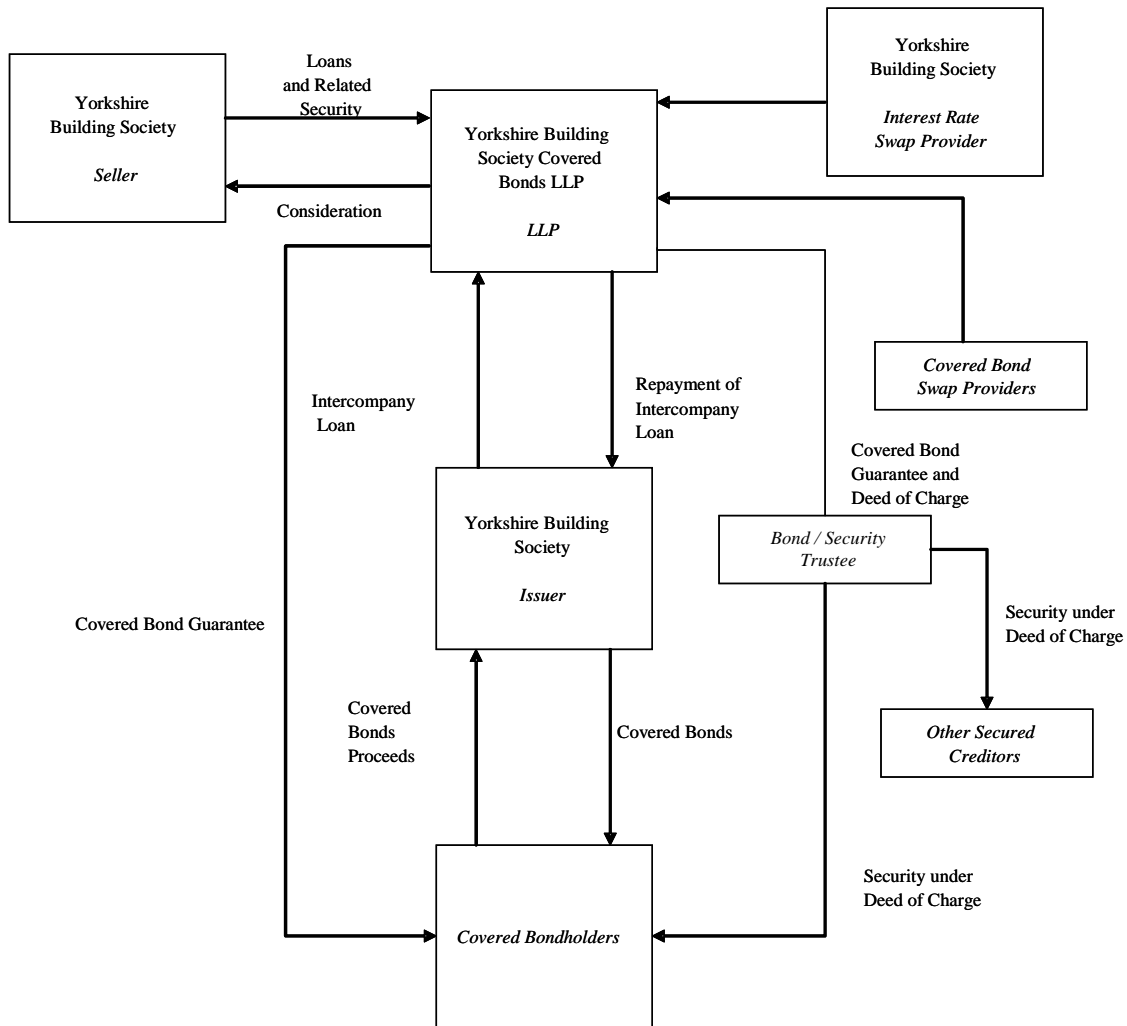 Yorkshire
Building Society
Seller
Loans
and Related
Security
Consideration
Yorkshire Building
Society Covered
Bonds LLP
LLP
Yorkshire
Building Society
Interest Rate
Swap Provider
Covered Bond
Swap Providers
Intercompany
Loan
Repayment of
Intercompany
Loan
Covered Bond
Guarantee and
Deed of Charge
Yorkshire Building
Society
Issuer
Bond / Security
Trustee
Covered Bond Guarantee
Security under
Deed of Charge
Covered
Bonds
Proceeds
Covered Bonds
Other Secured
Creditors
Security under
Deed of Charge
Covered Bondholders